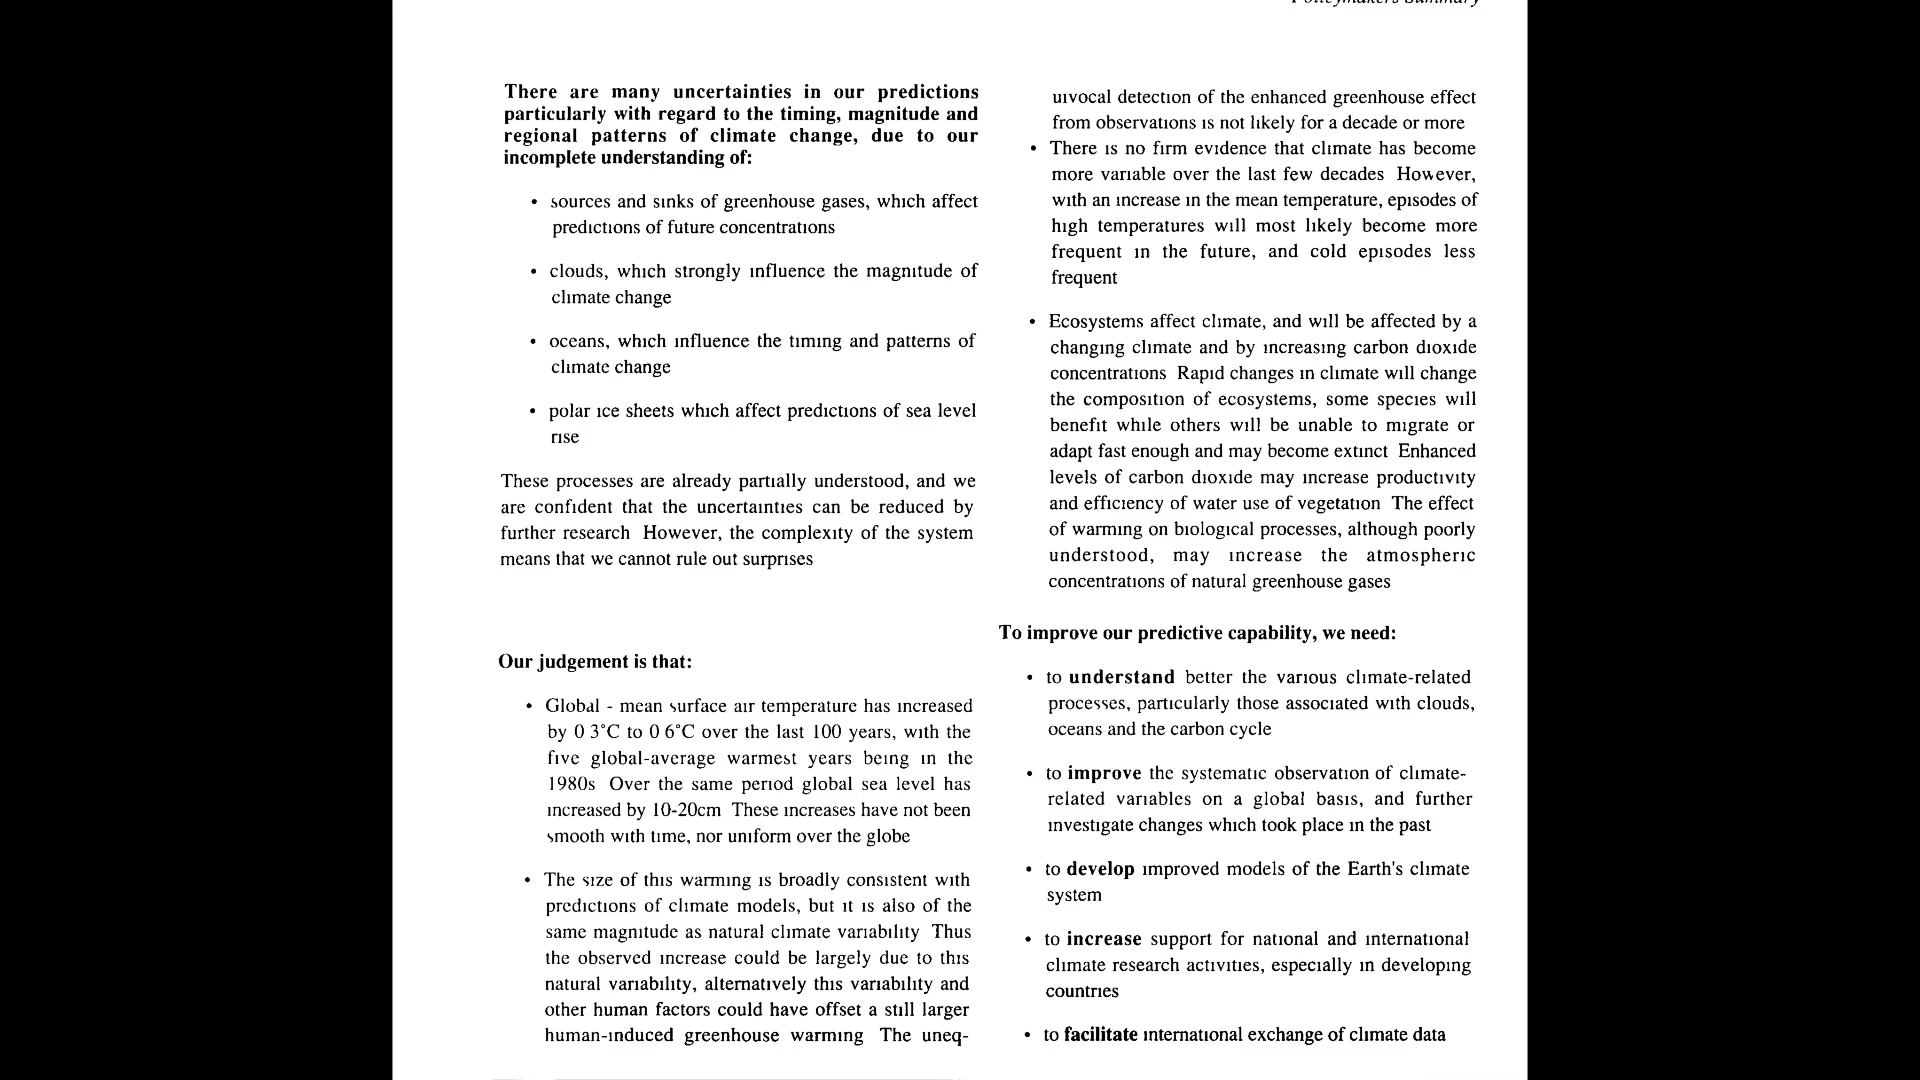 Policymakers Summary
There are many uncertainties in our predictions
particularly with regard to the timing, magnitude and
regional patterns of climate change, due to our
incomplete understanding of:
• sources and sinks of greenhouse gases, which affect
predictions of future concentrations
• clouds, which strongly influence the magnitude of
climate change
• oceans, which influence the timing and patterns of
climate change
• polar ice sheets which affect predictions of sea level
rise
These processes are already partially understood, and we
are confident that the uncertainties can be reduced by
further research However, the complexity of the system
means that we cannot rule out surprises
Our judgement is that:
• Global - mean surface air temperature has increased
by 0 3°C to 0 6°C over the last 100 years, with the
five global-average warmest years being in the
1980s Over the same period global sea level has
increased by 10-20cm These increases have not been
smooth with time, nor uniform over the globe
• The size of this warming is broadly consistent with
predictions of climate models, but it is also of the
same magnitude as natural climate variability Thus
the observed increase could be largely due to this
natural variability, alternatively this variability and
other human factors could have offset a still larger
human-induced greenhouse warming The uneq-
uivocal detection of the enhanced greenhouse effect
from observations is not likely for a decade or more
• There is no firm evidence that climate has become
more variable over the last few decades However,
with an increase in the mean temperature, episodes of
high temperatures will most likely become more
frequent in the future, and cold episodes less
frequent
• Ecosystems affect climate, and will be affected by a
changing climate and by increasing carbon dioxide
concentrations Rapid changes in climate will change
the composition of ecosystems, some species will
benefit while others will be unable to migrate or
adapt fast enough and may become extinct Enhanced
levels of carbon dioxide may increase productivity
and efficiency of water use of vegetation The effect
of warming on biological processes, although poorly
understood, may increase the atmospheric
concentrations of natural greenhouse gases
To improve our predictive capability, we need:
• to understand better the various climate-related
processes, particularly those associated with clouds,
oceans and the carbon cycle
• to improve the systematic observation of climate-
related variables on a global basis, and further
investigate changes which took place in the past
• to develop improved models of the Earth's climate
system
• to increase support for national and international
climate research activities, especially in developing
countries
• to facilitate international exchange of climate data